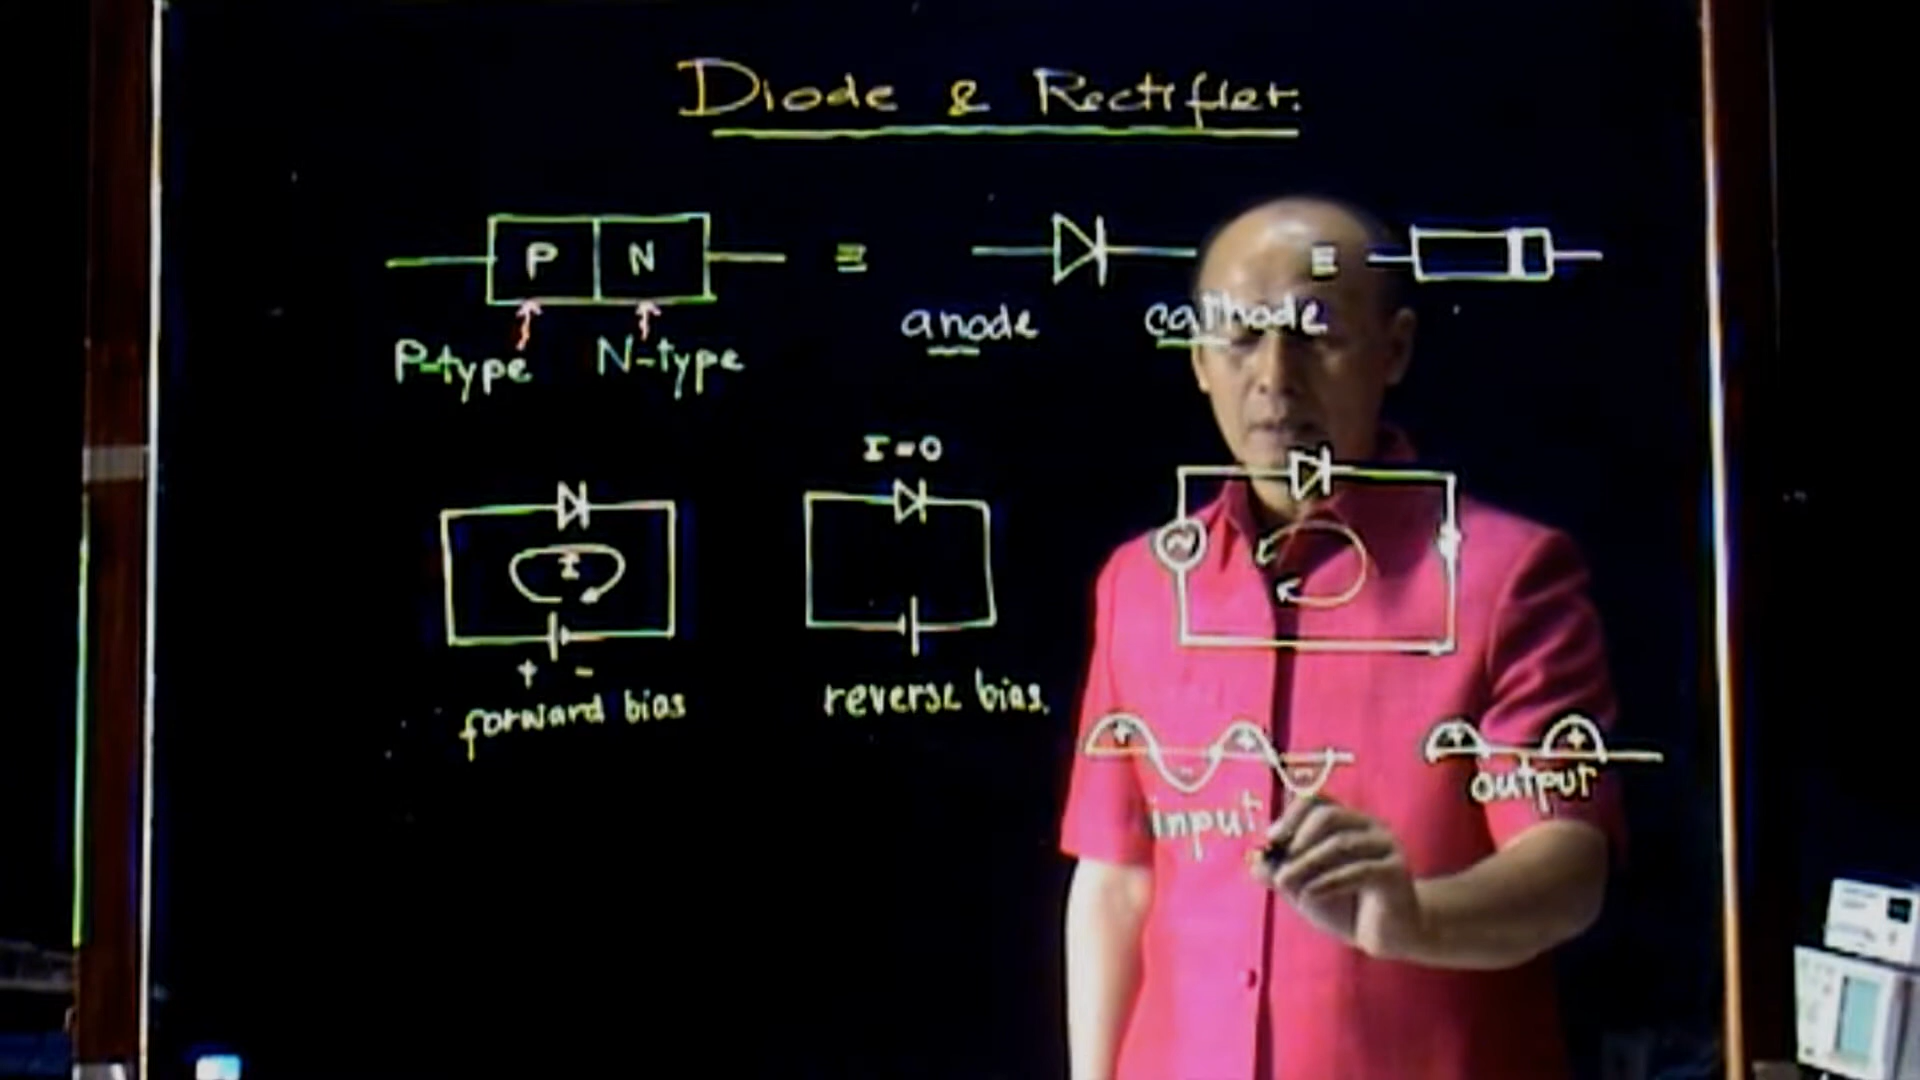 Diode & Rectifier.
P N ≡ ≡
anode cathode
P-type N-type
I = 0
I
~
+ -
forward bias
reverse bias.
+ - + -
+ +
input
output